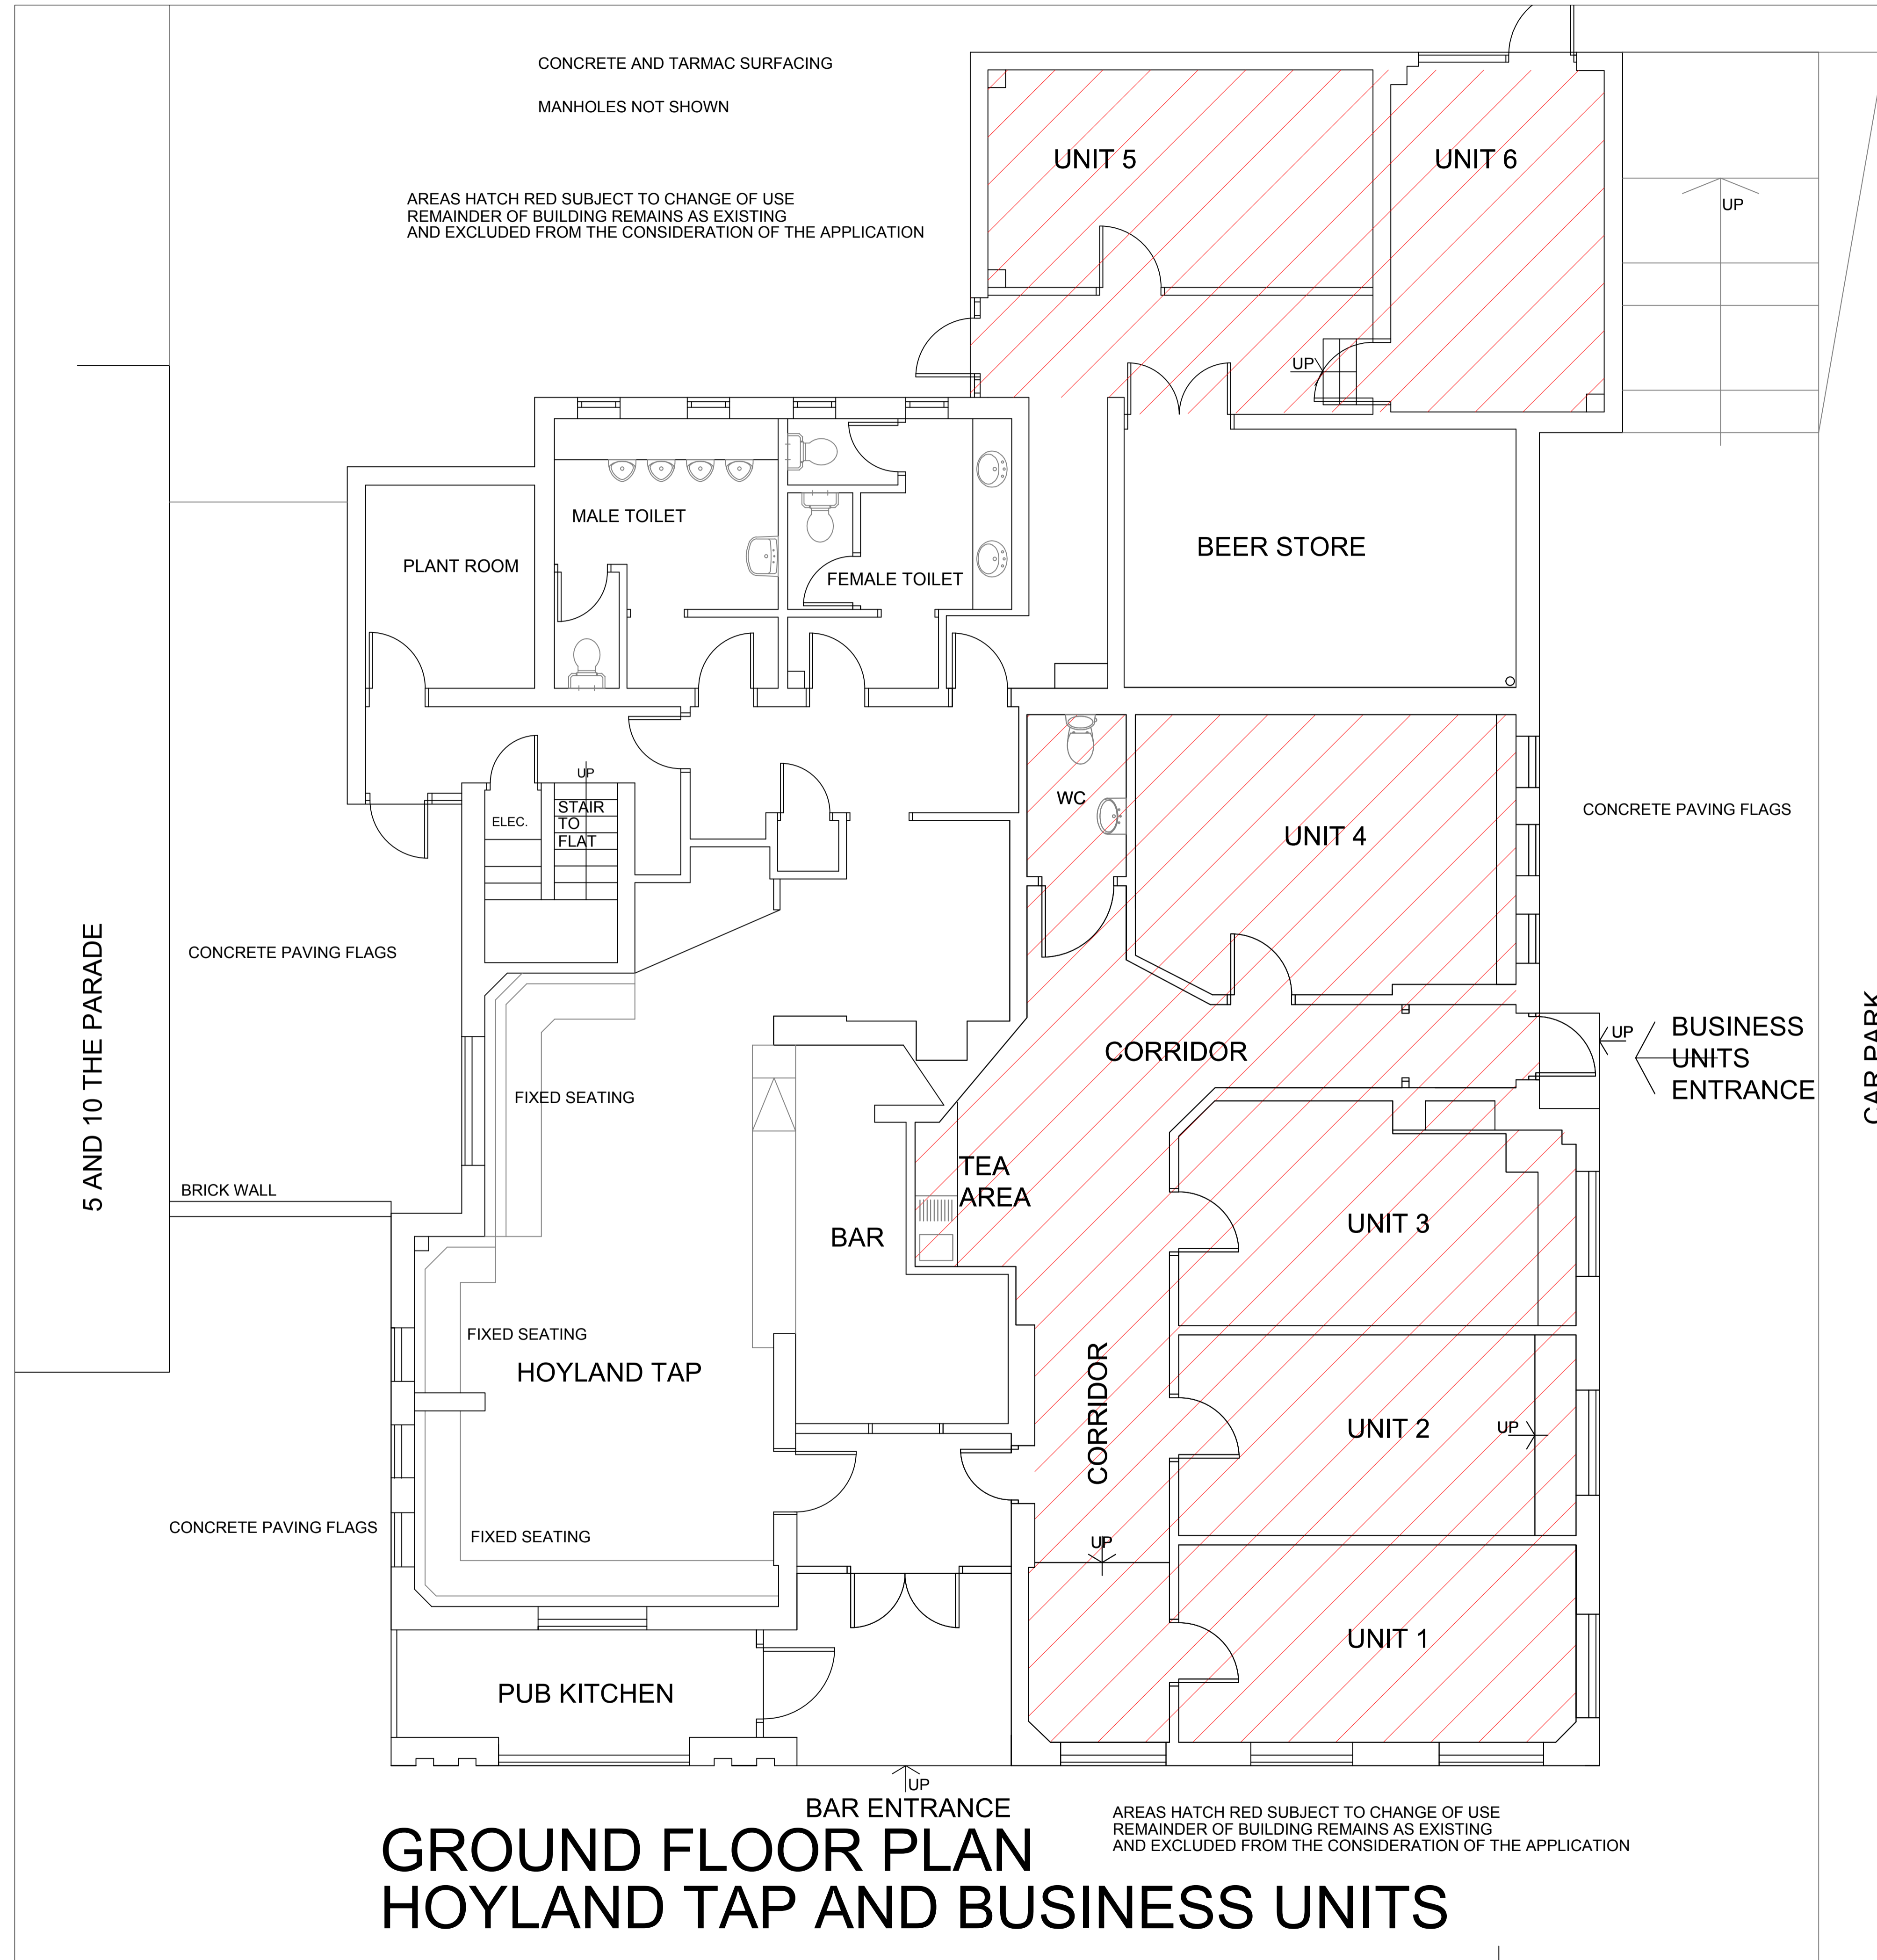 CONCRETE AND TARMAC SURFACING
MANHOLES NOT SHOWN
AREAS HATCH RED SUBJECT TO CHANGE OF USE
REMAINDER OF BUILDING REMAINS AS EXISTING
AND EXCLUDED FROM THE CONSIDERATION OF THE APPLICATION
UNIT 5
UNIT 6
UP
UP
MALE TOILET
PLANT ROOM
FEMALE TOILET
BEER STORE
UP
STAIR
TO
FLAT
ELEC.
WC
UNIT 4
CONCRETE PAVING FLAGS
5 AND 10 THE PARADE
CONCRETE PAVING FLAGS
FIXED SEATING
CORRIDOR
UP
BUSINESS
UNITS
ENTRANCE
CAR PARK
BRICK WALL
TEA
AREA
BAR
UNIT 3
FIXED SEATING
HOYLAND TAP
CORRIDOR
UNIT 2
UP
CONCRETE PAVING FLAGS
FIXED SEATING
UP
UNIT 1
PUB KITCHEN
UP
BAR ENTRANCE
AREAS HATCH RED SUBJECT TO CHANGE OF USE
REMAINDER OF BUILDING REMAINS AS EXISTING
AND EXCLUDED FROM THE CONSIDERATION OF THE APPLICATION
GROUND FLOOR PLAN
HOYLAND TAP AND BUSINESS UNITS